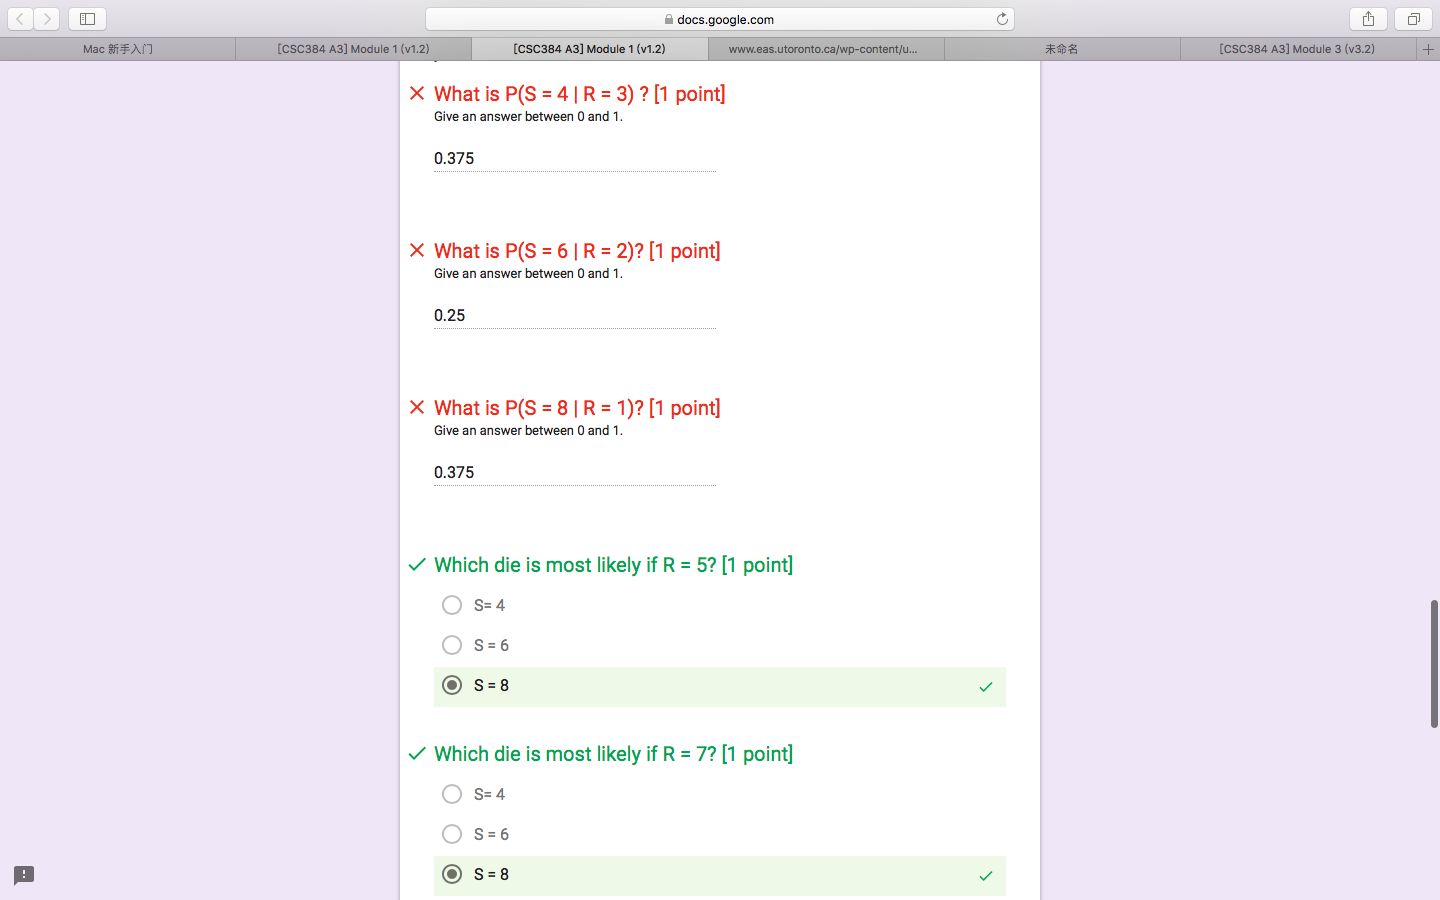 docs.google.com
Mac 新手入门
[CSC384 A3] Module 1 (v1.2)
[CSC384 A3] Module 1 (v1.2)
www.eas.utoronto.ca/wp-content/u...
未命名
[CSC384 A3] Module 3 (v3.2)
What is P(S = 4 | R = 3) ? [1 point]
Give an answer between 0 and 1.
0.375
What is P(S = 6 | R = 2)? [1 point]
Give an answer between 0 and 1.
0.25
What is P(S = 8 | R = 1)? [1 point]
Give an answer between 0 and 1.
0.375
Which die is most likely if R = 5? [1 point]
S= 4
S = 6
S = 8
Which die is most likely if R = 7? [1 point]
S= 4
S = 6
S = 8